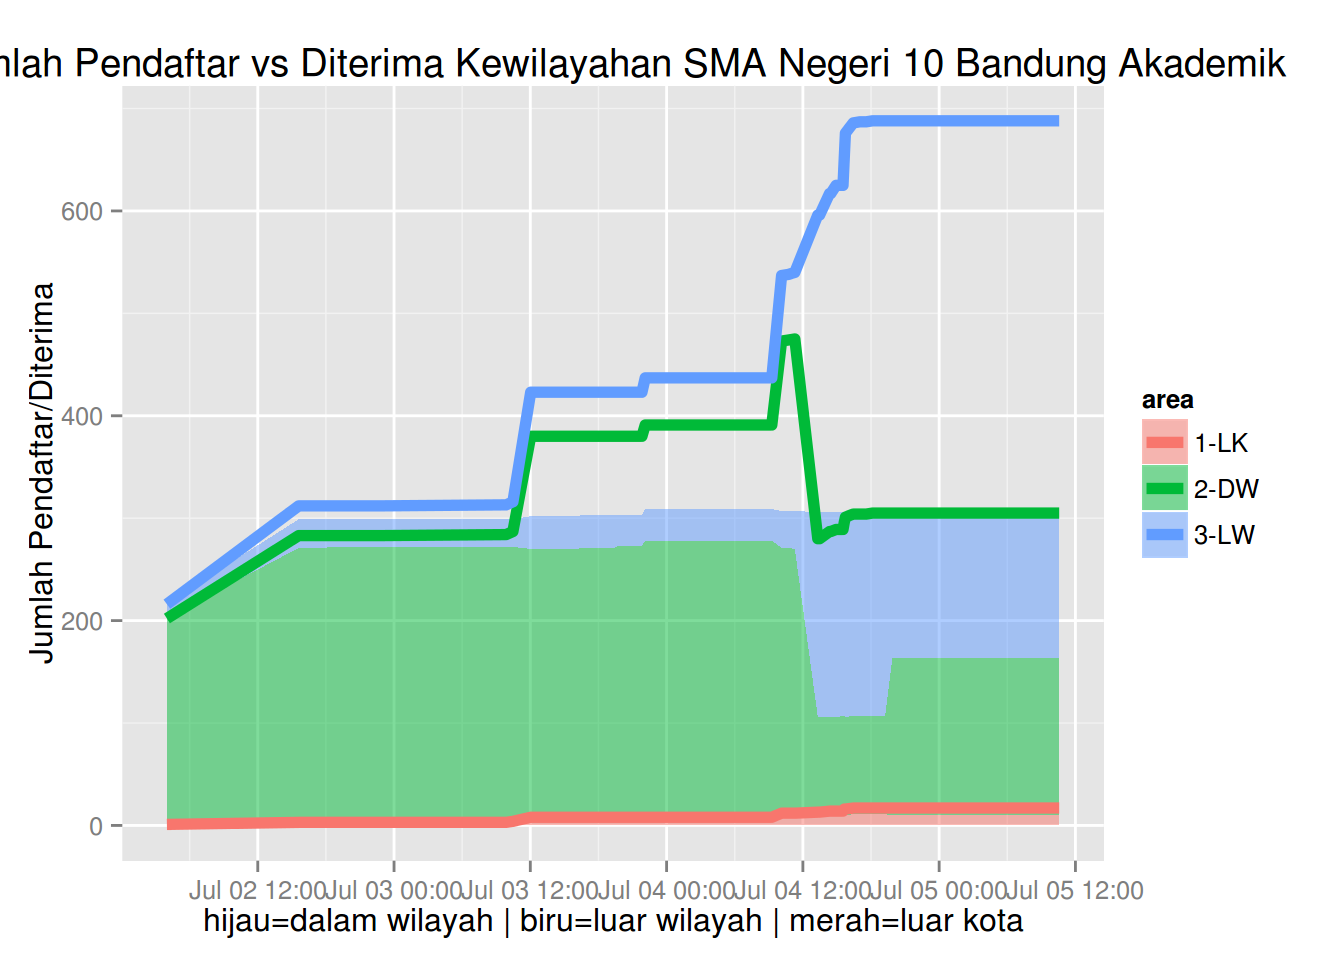 mlah Pendaftar vs Diterima Kewilayahan SMA Negeri 10 Bandung Akademik
Jumlah Pendaftar/Diterima
600
400
200
0
area
1-LK
2-DW
3-LW
Jul 02 12:00
Jul 03 00:00
Jul 03 12:00
Jul 04 00:00
Jul 04 12:00
Jul 05 00:00
Jul 05 12:00
hijau=dalam wilayah | biru=luar wilayah | merah=luar kota